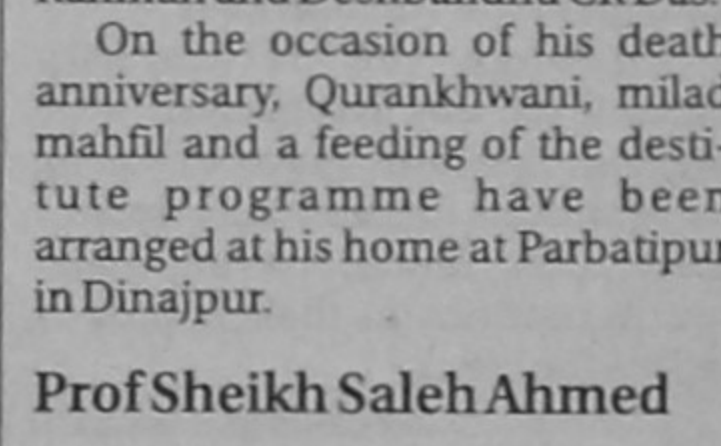 On the occasion of his death
anniversary, Qurankhwani, milad
mahfil and a feeding of the desti-
tute programme have been
arranged at his home at Parbatipur
in Dinajpur.
Prof Sheikh Saleh Ahmed